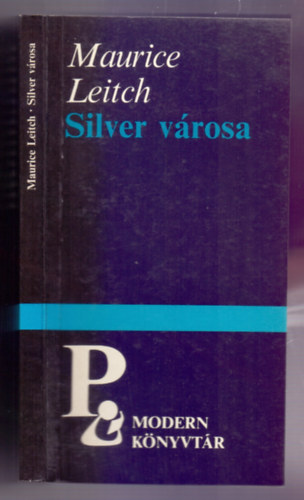 Maurice Leitch · Silver városa
Maurice
Leitch
Silver városa
P
MODERN
KÖNYVTÁR